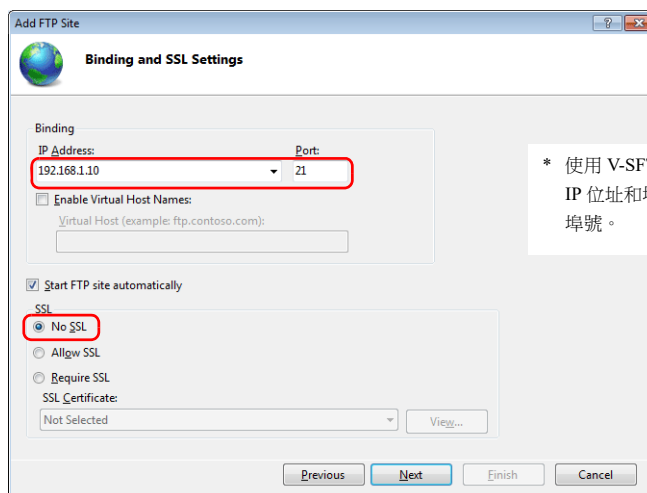 Add FTP Site
Binding and SSL Settings
Binding
IP Address: Port:
192.168.1.10 21
Enable Virtual Host Names:
Virtual Host (example: ftp.contoso.com):
* 使用 V-SF
IP 位址和
埠號。
Start FTP site automatically
SSL
No SSL
Allow SSL
Require SSL
SSL Certificate:
Not Selected View...
Previous Next Finish Cancel